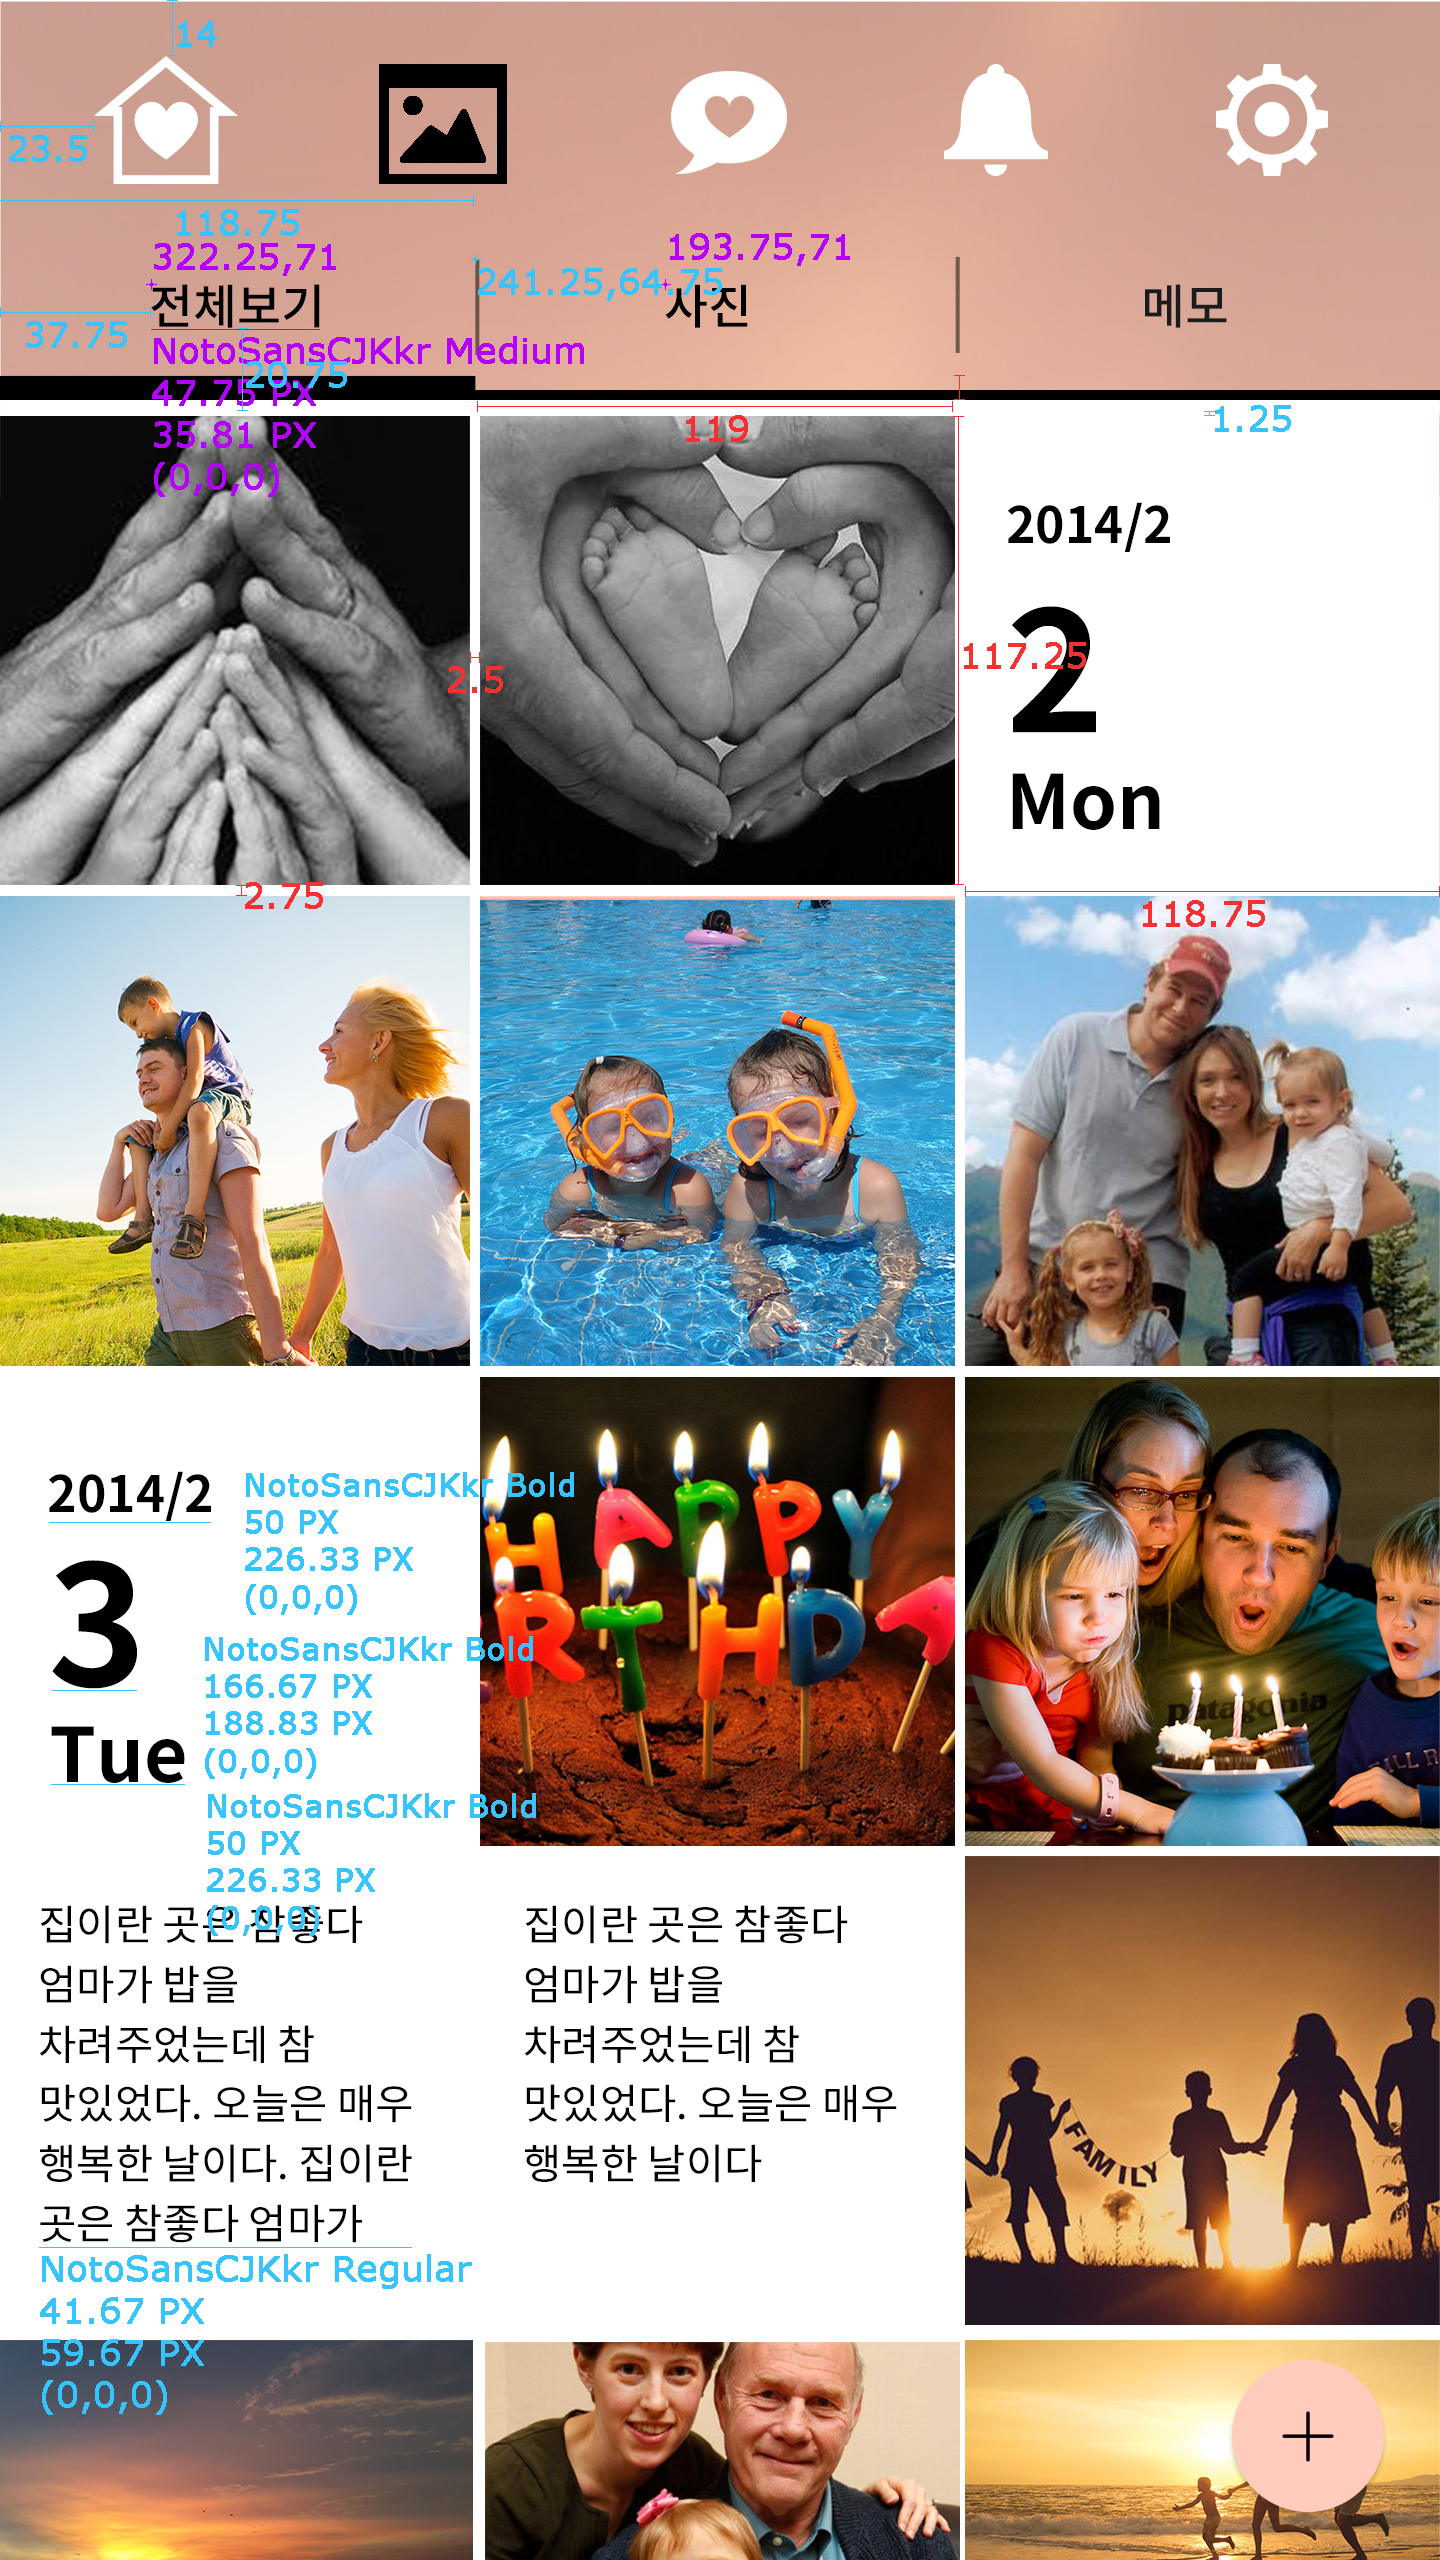 14
23.5
118.75
322.25,71
193.75,71
241.25,64.75
전체보기
사진
메모
37.75
NotoSansCJKkr Medium
20.75
47.75 PX
35.81 PX
(0,0,0)
119
1.25
2014/2
2
117.25
2.5
Mon
2.75
118.75
2014/2
NotoSansCJKkr Bold
50 PX
226.33 PX
(0,0,0)
3
NotoSansCJKkr Bold
166.67 PX
188.83 PX
(0,0,0)
Tue
NotoSansCJKkr Bold
50 PX
226.33 PX
(0,0,0)
HAPPY
RTHD
patagonia
집이란 곳은 참좋다
엄마가 밥을
차려주었는데 참
맛있었다. 오늘은 매우
행복한 날이다. 집이란
곳은 참좋다 엄마가
집이란 곳은 참좋다
엄마가 밥을
차려주었는데 참
맛있었다. 오늘은 매우
행복한 날이다
FAMILY
NotoSansCJKkr Regular
41.67 PX
59.67 PX
(0,0,0)